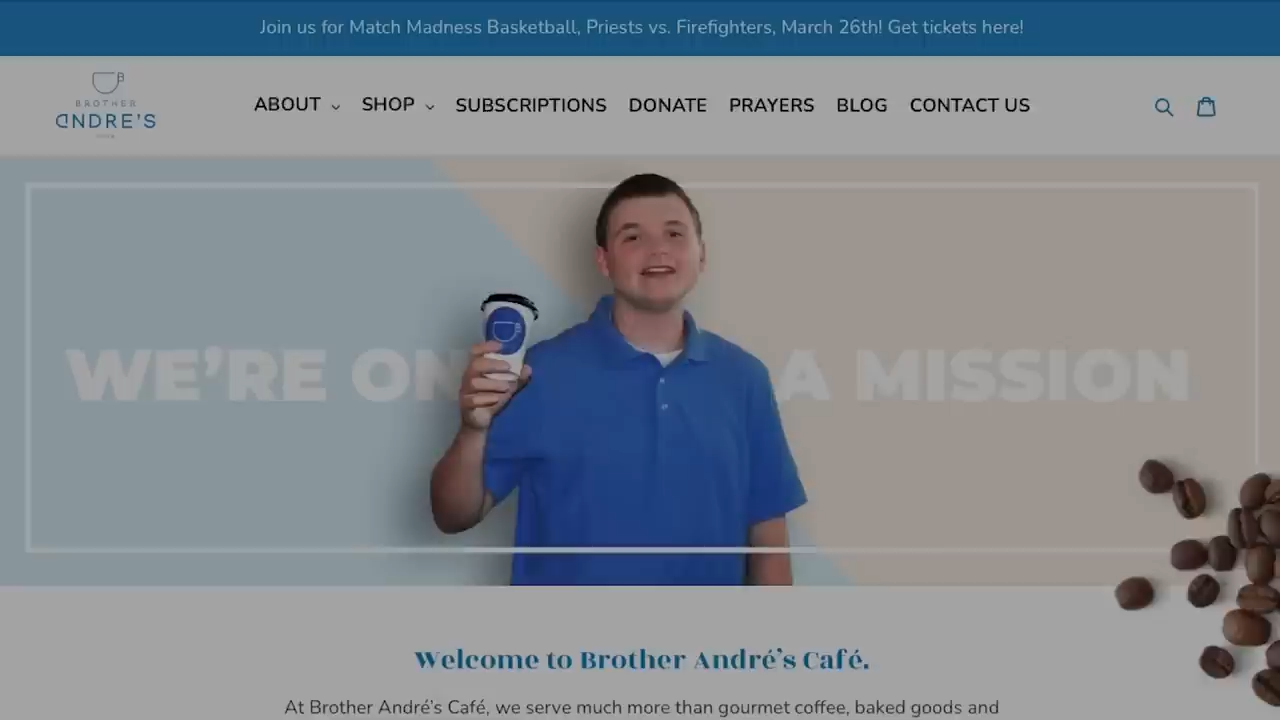 Join us for Match Madness Basketball, Priests vs. Firefighters, March 26th! Get tickets here!
BROTHER
ANDRE'S
ABOUT SHOP SUBSCRIPTIONS DONATE PRAYERS BLOG CONTACT US
WE'RE ON A MISSION
Welcome to Brother André's Café.
At Brother André's Café, we serve much more than gourmet coffee, baked goods and